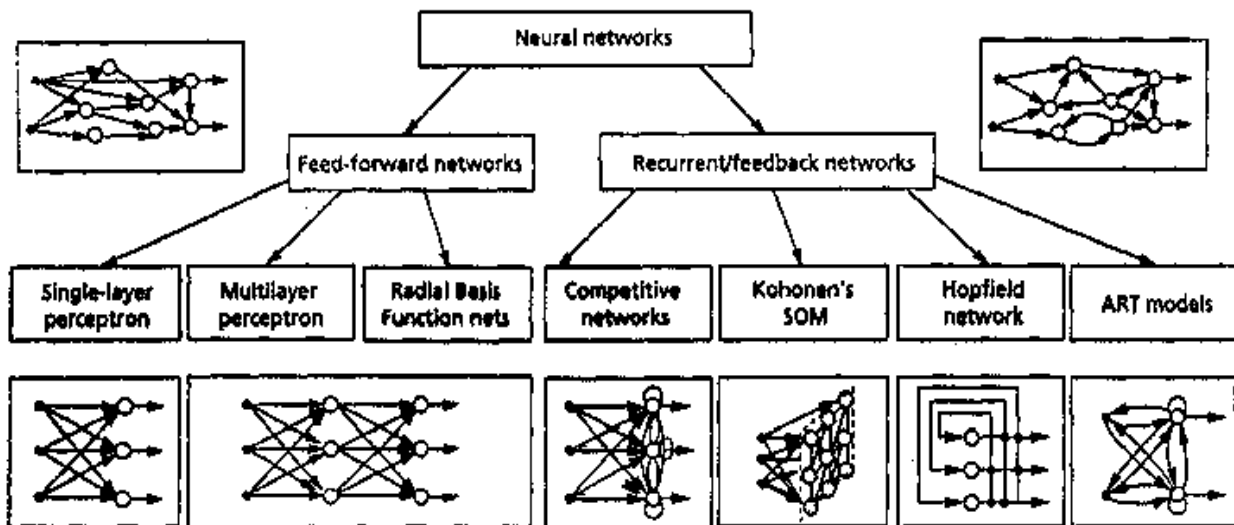 Neural networks
Feed-forward networks
Recurrent/feedback networks
Single-layer
perceptron
Multilayer
perceptron
Radial Basis
Function nets
Competitive
networks
Kohonen's
SOM
Hopfield
network
ART models